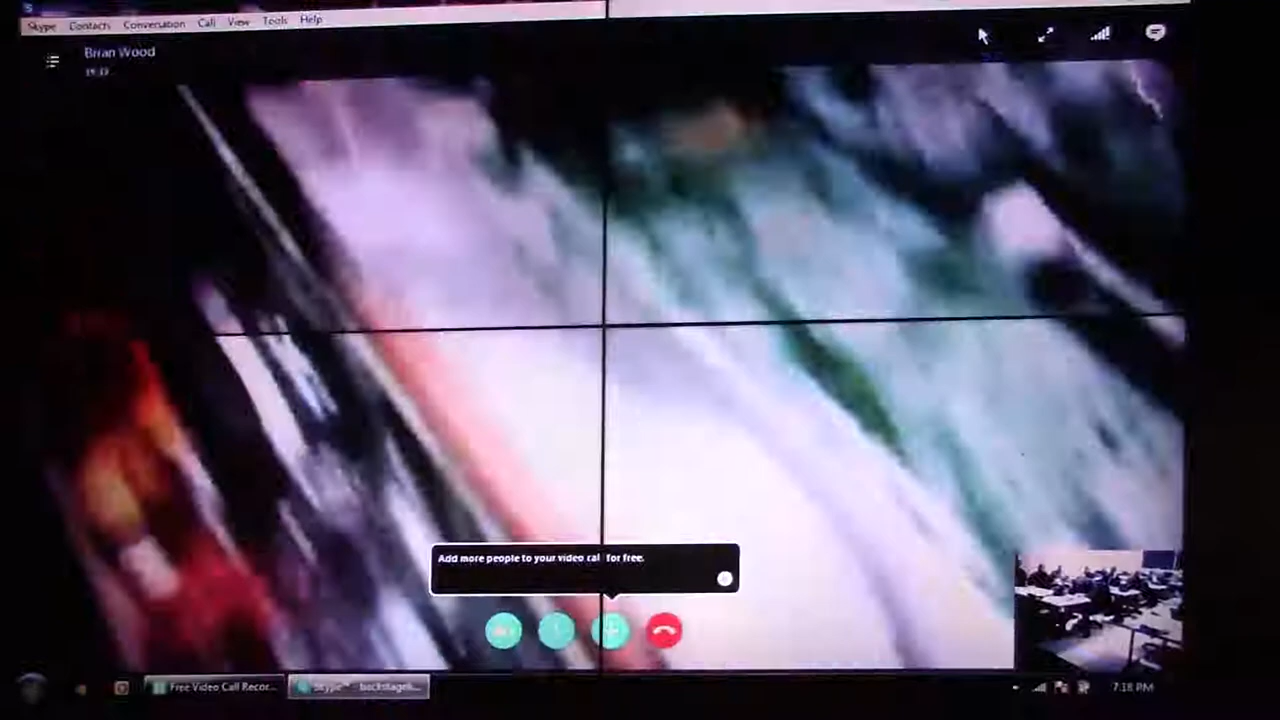 Skype Contacts Conversation Call View Tools Help
Brian Wood
Add more people to your video call for free.
Free Video Call Recor...
Skype™
7:18 PM